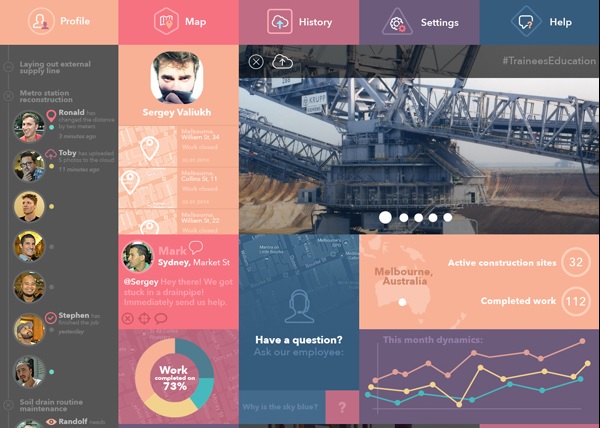 Profile
Map
History
Settings
Help
Laying out external
supply line
Metro station
reconstruction
Ronald has
changed the distance
by two meters
3 minutes ago
Toby has uploaded
5 photos to the cloud
11 minutes ago
Stephen has
finished the job
yesterday
Soil drain routine
maintenance
Randolf needs
Sergey Valiukh
Melbourne,
William St, 34
Work closed
Melbourne,
Collins St, 11
Work closed
Melbourne,
William St, 22
Mark
Sydney, Market St
@Sergey Hey there! We got
stuck in a drainpipe!
Immediately send us help.
Work
completed on
73%
#TraineesEducation
KRUPP
Have a question?
Ask our employee:
Why is the sky blue?
?
Melbourne,
Australia
Active construction sites
32
Completed work
112
This month dynamics: